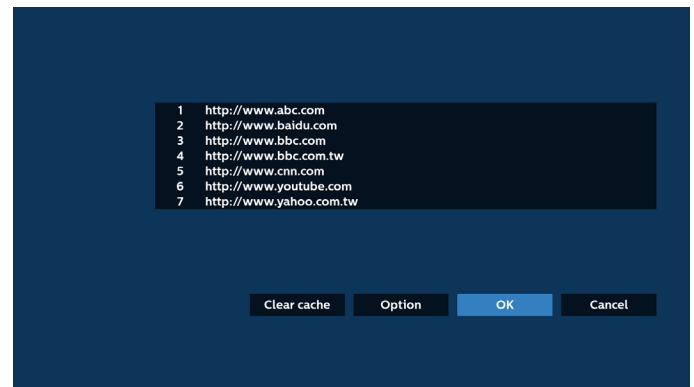 1 http://www.abc.com
2 http://www.baidu.com
3 http://www.bbc.com
4 http://www.bbc.com.tw
5 http://www.cnn.com
6 http://www.youtube.com
7 http://www.yahoo.com.tw
Clear cache Option OK Cancel